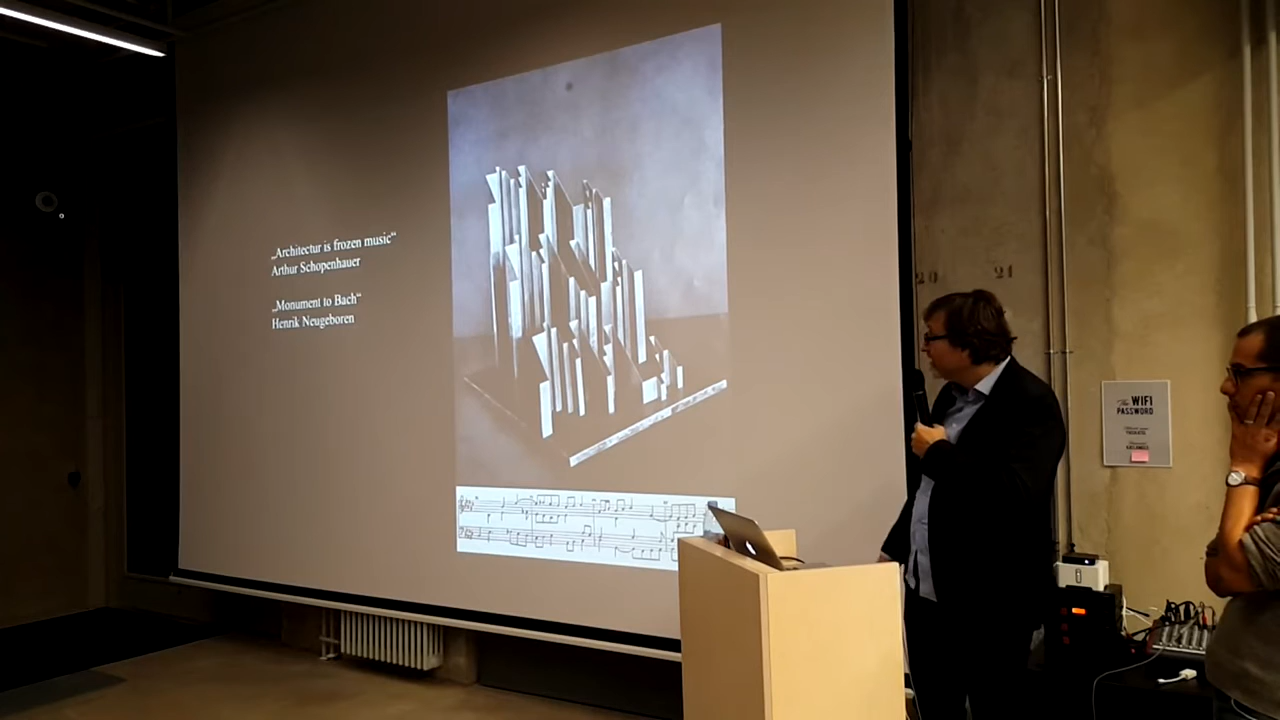 „Architectur is frozen music“
Arthur Schopenhauer
„Monument to Bach“
Henrik Neugeboren
20 21
The WIFI
PASSWORD